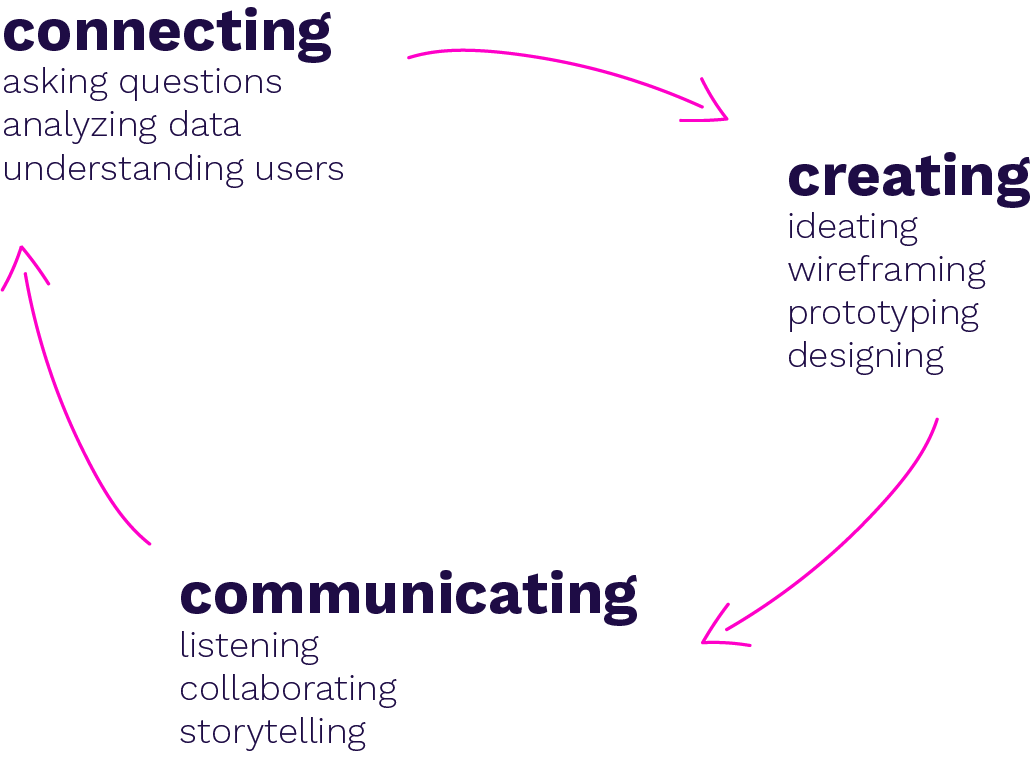 connecting
asking questions
analyzing data
understanding users
creating
ideating
wireframing
prototyping
designing
communicating
listening
collaborating
storytelling